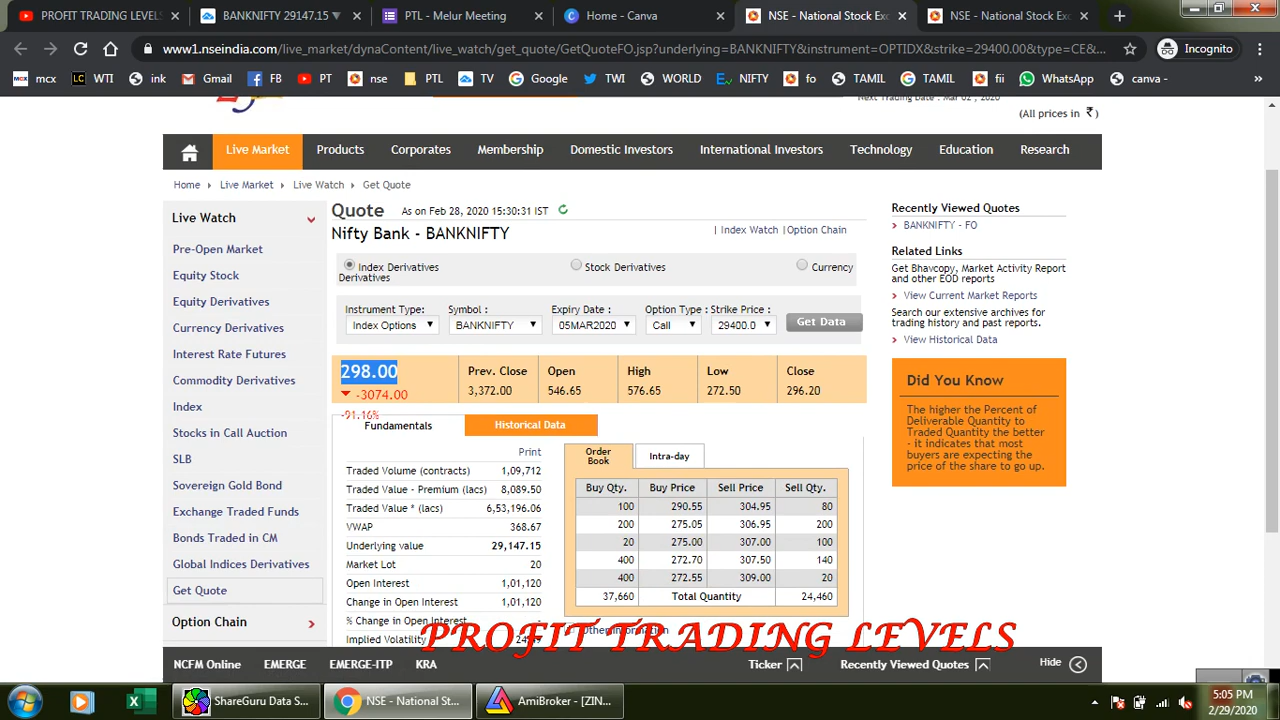 PROFIT TRADING LEVELS
BANKNIFTY 29147.15
PTL - Melur Meeting
Home - Canva
NSE - National Stock Exc
NSE - National Stock Exc
www1.nseindia.com/live_market/dynaContent/live_watch/get_quote/GetQuoteFO.jsp?underlying=BANKNIFTY&instrument=OPTIDX&strike=29400.00&type=CE&...
Incognito
mcx WTI ink Gmail FB PT nse PTL TV Google TWI WORLD NIFTY fo TAMIL TAMIL fii WhatsApp canva - »
Next Trading Date : Mar 02 , 2020
(All prices in ₹)
Live Market Products Corporates Membership Domestic Investors International Investors Technology Education Research
Home Live Market Live Watch Get Quote
Live Watch
Pre-Open Market
Equity Stock
Equity Derivatives
Currency Derivatives
Interest Rate Futures
Commodity Derivatives
Index
Stocks in Call Auction
SLB
Sovereign Gold Bond
Exchange Traded Funds
Bonds Traded in CM
Global Indices Derivatives
Get Quote
Option Chain
Quote As on Feb 28, 2020 15:30:31 IST
Nifty Bank - BANKNIFTY
| Index Watch |Option Chain
Index Derivatives Stock Derivatives Currency
Derivatives
Instrument Type: Symbol : Expiry Date : Option Type : Strike Price :
Index Options BANKNIFTY 05MAR2020 Call 29400.0 Get Data
298.00 Prev. Close Open High Low Close
-3074.00 3,372.00 546.65 576.65 272.50 296.20
-91.16%
Fundamentals Historical Data
Print
Traded Volume (contracts) 1,09,712
Traded Value - Premium (lacs) 8,089.50
Traded Value * (lacs) 6,53,196.06
VWAP 368.67
Underlying value 29,147.15
Market Lot 20
Open Interest 1,01,120
Change in Open Interest 1,01,120
% Change in Open Interest -
Implied Volatility
Order Book Intra-day
Buy Qty. Buy Price Sell Price Sell Qty.
100 290.55 304.95 80
200 275.05 306.95 200
20 275.00 307.00 100
400 272.70 307.50 140
400 272.55 309.00 20
37,660 Total Quantity 24,460
Other Information
Recently Viewed Quotes
BANKNIFTY - FO
Related Links
Get Bhavcopy, Market Activity Report
and other EOD reports
View Current Market Reports
Search our extensive archives for
trading history and past reports.
View Historical Data
Did You Know
The higher the Percent of
Deliverable Quantity to
Traded Quantity the better
- it indicates that most
buyers are expecting the
price of the share to go up.
PROFIT TRADING LEVELS
NCFM Online EMERGE EMERGE-ITP KRA Ticker Recently Viewed Quotes Hide
ShareGuru Data S...
NSE - National St...
AmiBroker - [ZIN...
5:05 PM
2/29/2020